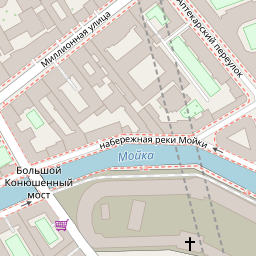 Миллионная улица
Аптекарский переулок
набережная реки Мойки
Мойка
Большой
Конюшенный
мост